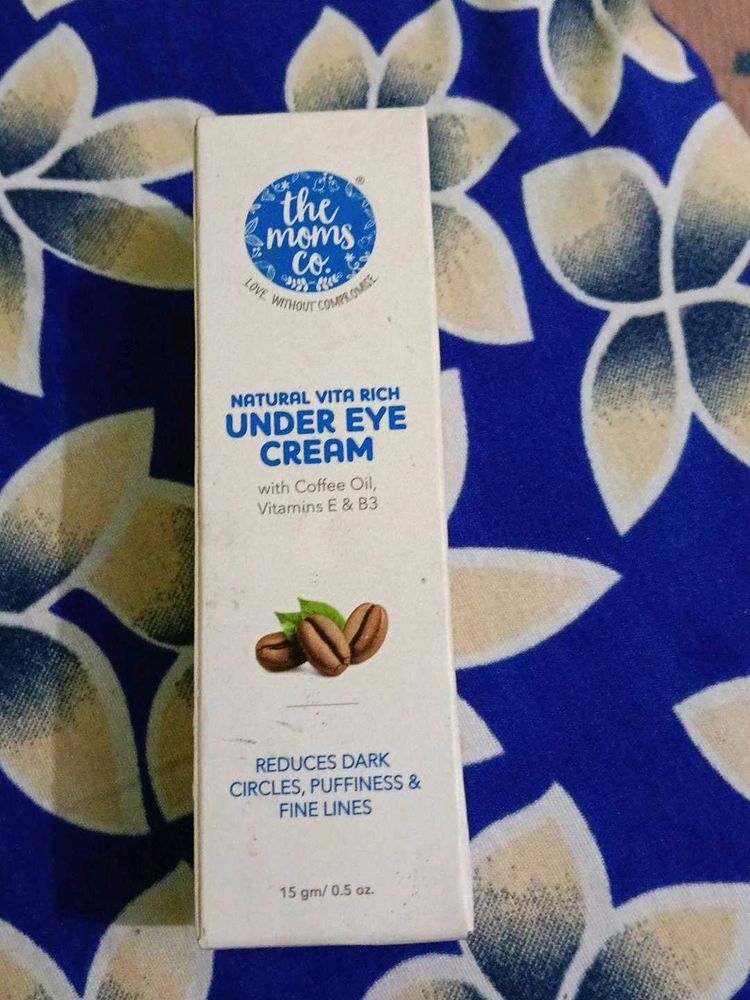 the
moms
co.
®
LOVE. WITHOUT COMPROMISE.
NATURAL VITA RICH
UNDER EYE
CREAM
with Coffee Oil,
Vitamins E & B3
REDUCES DARK
CIRCLES, PUFFINESS &
FINE LINES
15 gm/ 0.5 oz.